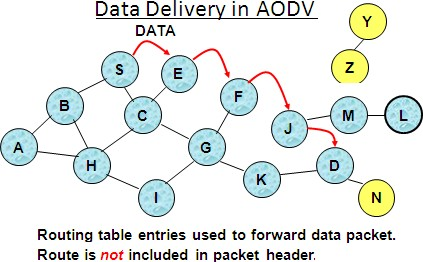 Data Delivery in AODV
Y
DATA
Z
S
E
B
F
C
J
M
L
A
H
G
D
K
I
N
Routing table entries used to forward data packet.
Route is not included in packet header.